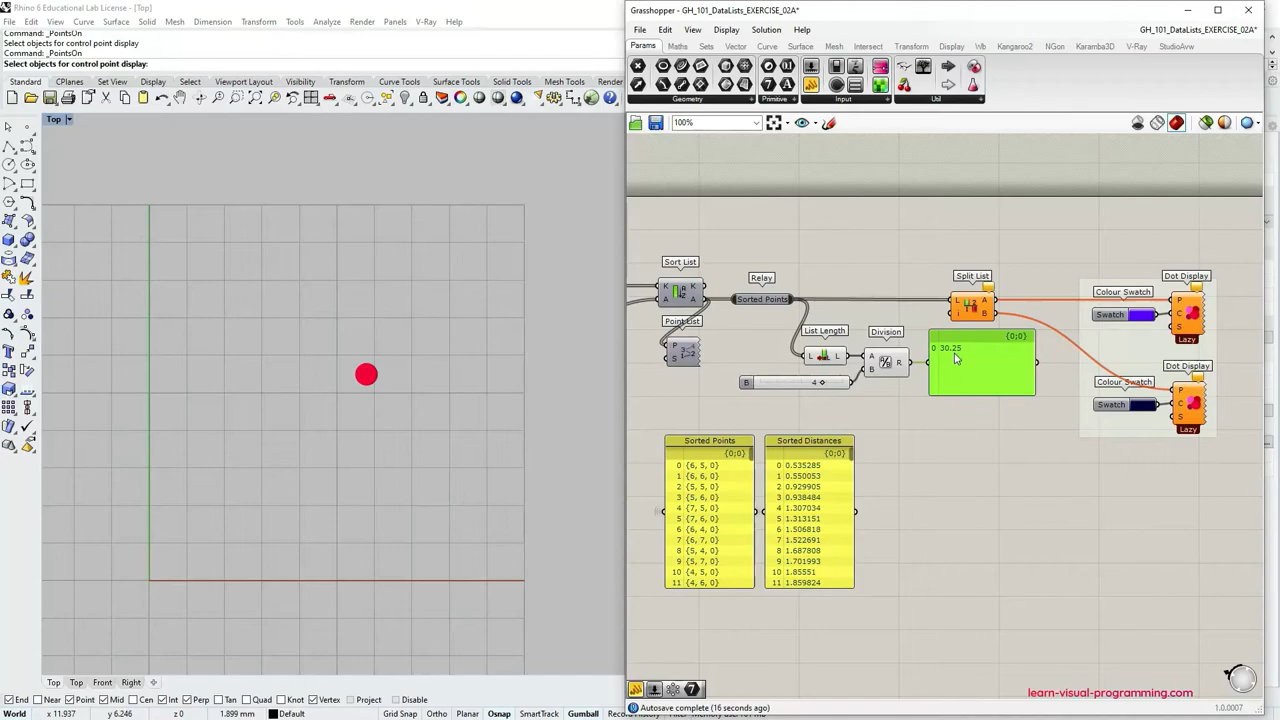 Rhino 6 Educational Lab License - [Top]
File Edit View Curve Surface Solid Mesh Dimension Transform Tools Analyze Render Panels V-Ray Help
Command: _PointsOn
Select objects for control point display
Command: _PointsOn
Select objects for control point display:
Standard CPlanes Set View Display Select Viewport Layout Visibility Transform Curve Tools Surface Tools Solid Tools Mesh Tools Render
Top
Top Top Front Right
End Near Point Mid Cen Int Perp Tan Quad Knot Vertex Project Disable
World x 11.937 y 6.246 z 0 1.899 mm Default Grid Snap Ortho Planar Osnap SmartTrack Gumball
Grasshopper - GH_101_DataLists_EXERCISE_02A*
File Edit View Display Solution Help
GH_101_DataLists_EXERCISE_02A*
Params Maths Sets Vector Curve Surface Mesh Intersect Transform Display Wb Kangaroo2 NGon Karamba3D V-Ray StudioAvw
Geometry Primitive Input Util
100%
Sort List
K K
A A
Point List
P
S
Relay
Sorted Points
List Length
L L
Division
A
B
R
B 4
{0;0}
0 30.25
Split List
L A
i B
Colour Swatch
Swatch
Dot Display
P
C
S
Lazy
Colour Swatch
Swatch
Dot Display
P
C
S
Lazy
Sorted Points
{0;0}
0 {6, 5, 0}
1 {6, 6, 0}
2 {5, 5, 0}
3 {5, 6, 0}
4 {7, 5, 0}
5 {7, 6, 0}
6 {6, 4, 0}
7 {6, 7, 0}
8 {5, 4, 0}
9 {5, 7, 0}
10 {4, 5, 0}
11 {4, 6, 0}
Sorted Distances
{0;0}
0 0.535285
1 0.550053
2 0.929905
3 0.938484
4 1.307034
5 1.313151
6 1.506818
7 1.522691
8 1.687808
9 1.701993
10 1.85551
11 1.859824
learn-visual-programming.com
Autosave complete (16 seconds ago)
1.0.0007